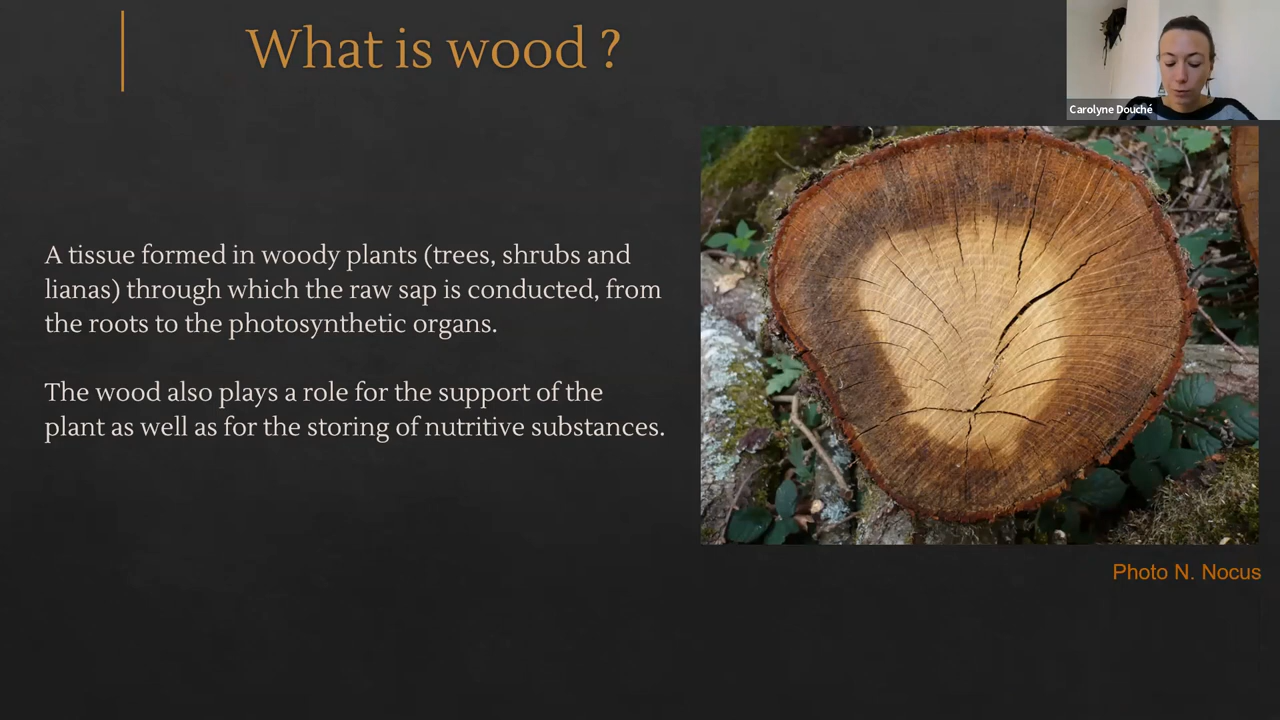 What is wood ?
Carolyne Douché
A tissue formed in woody plants (trees, shrubs and
lianas) through which the raw sap is conducted, from
the roots to the photosynthetic organs.
The wood also plays a role for the support of the
plant as well as for the storing of nutritive substances.
Photo N. Nocus